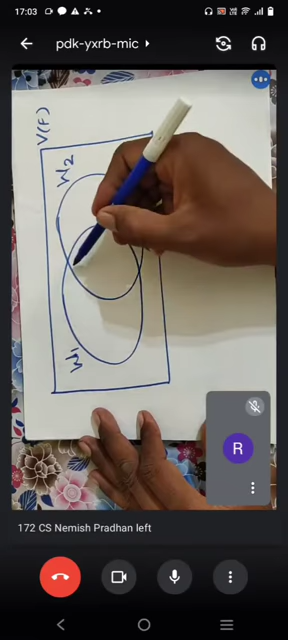 17:03
pdk-yxrb-mic
V(F)
W2
W1
R
172 CS Nemish Pradhan left